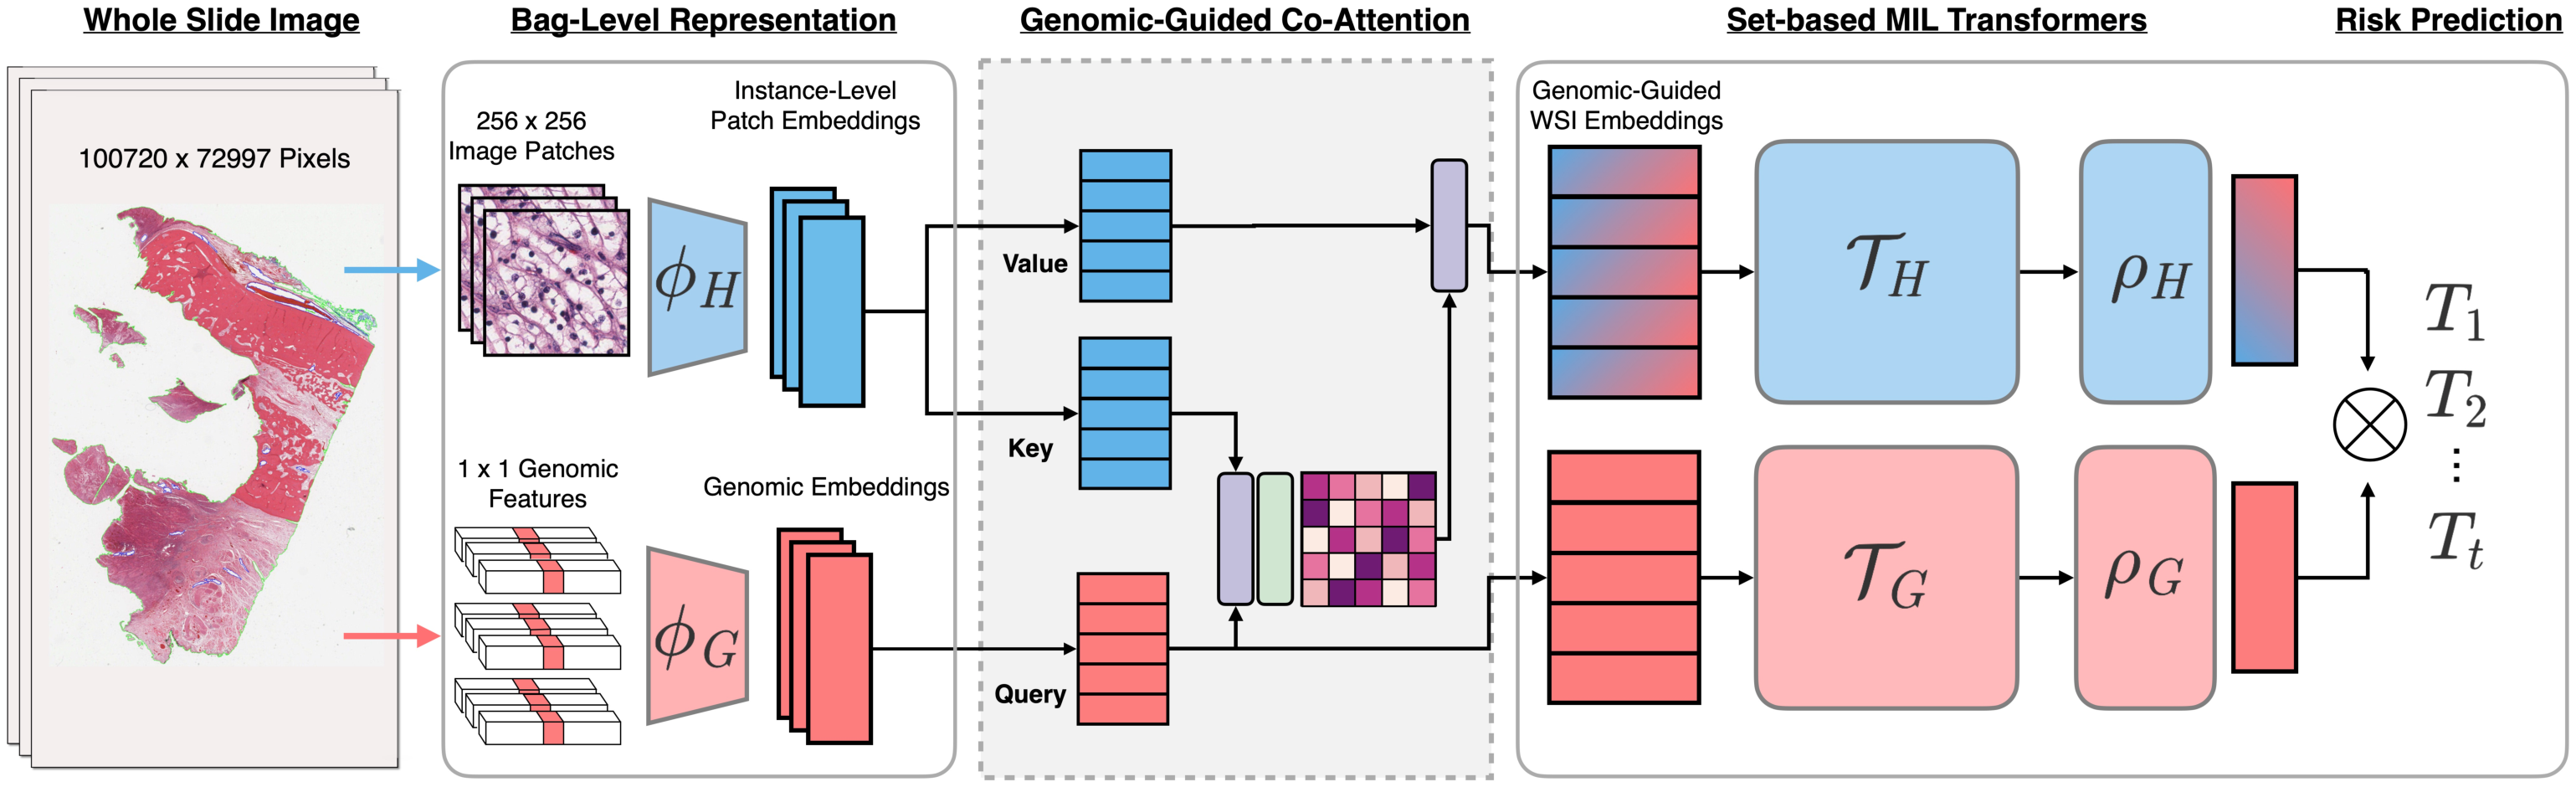 Whole Slide Image
Bag-Level Representation
Genomic-Guided Co-Attention
Set-based MIL Transformers
Risk Prediction
100720 x 72997 Pixels
256 x 256
Image Patches
Instance-Level
Patch Embeddings
ϕH
1 x 1 Genomic
Features
Genomic Embeddings
ϕG
Value
Key
Query
Genomic-Guided
WSI Embeddings
𝒯H
ρH
𝒯G
ρG
T1
T2
⋮
Tt